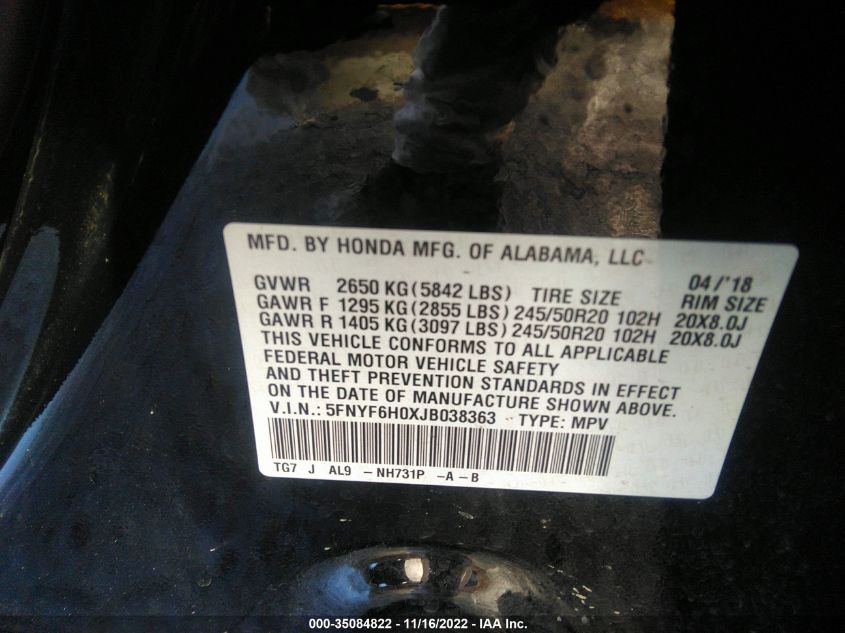 MFD. BY HONDA MFG. OF ALABAMA, LLC 04/'18
GVWR 2650 KG (5842 LBS) TIRE SIZE RIM SIZE
GAWR F 1295 KG (2855 LBS) 245/50R20 102H 20X8.0J
GAWR R 1405 KG (3097 LBS) 245/50R20 102H 20X8.0J
THIS VEHICLE CONFORMS TO ALL APPLICABLE
FEDERAL MOTOR VEHICLE SAFETY
AND THEFT PREVENTION STANDARDS IN EFFECT
ON THE DATE OF MANUFACTURE SHOWN ABOVE.
V.I.N.: 5FNYF6H0XJB038363 TYPE: MPV
TG7 J AL9 - NH731P - A - B
000-35084822 - 11/16/2022 - IAA Inc.